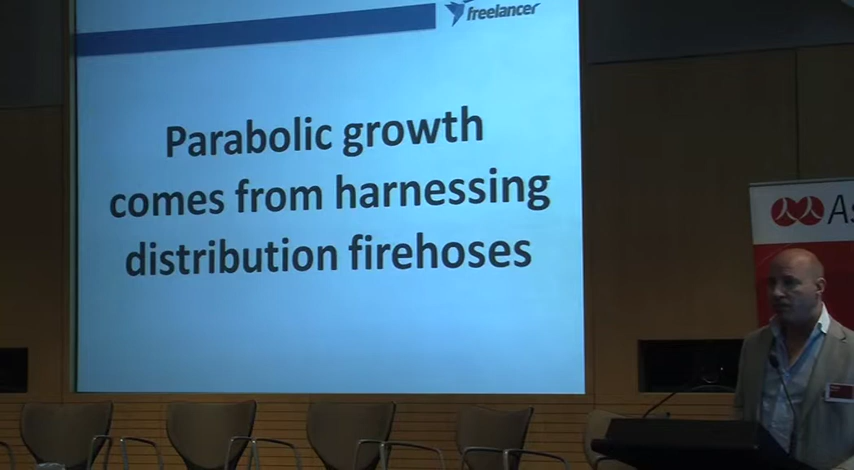 freelancer
Parabolic growth
comes from harnessing
distribution firehoses